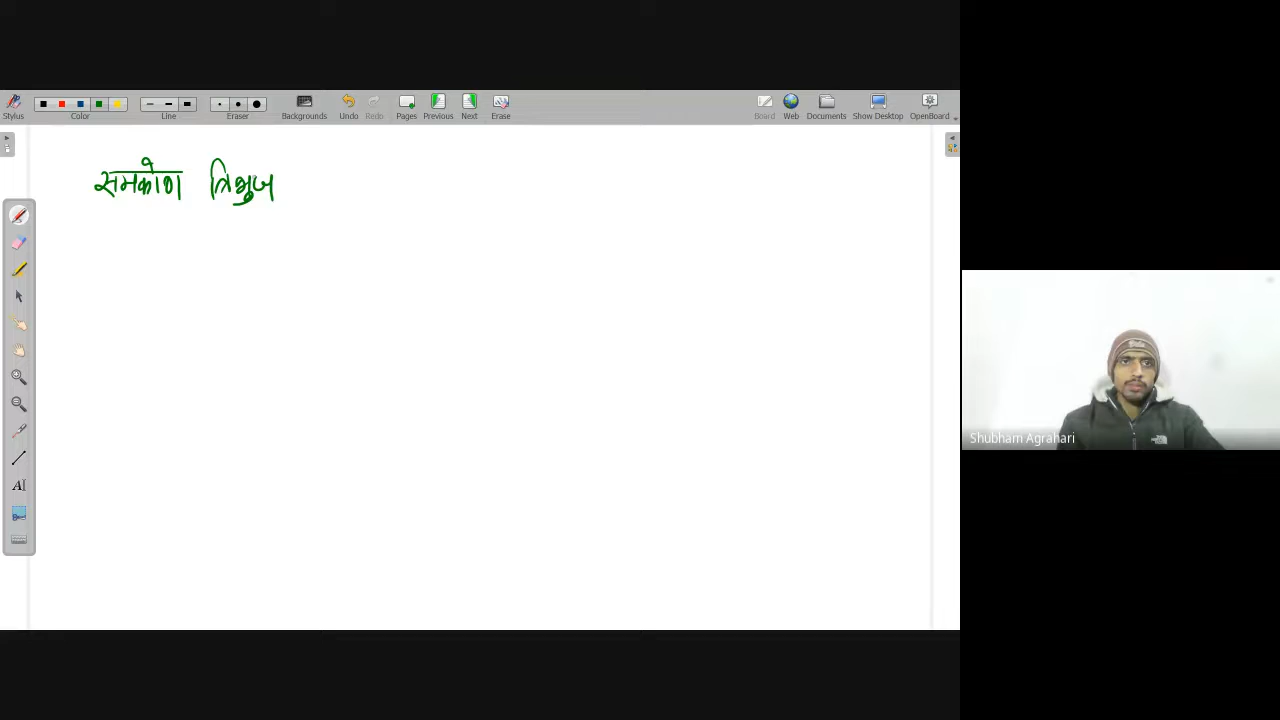 Stylus
Color
Line
Eraser
Backgrounds
Undo
Redo
Pages
Previous
Next
Erase
Board
Web
Documents
Show Desktop
OpenBoard
समकोण त्रिभुज
Shubham Agrahari